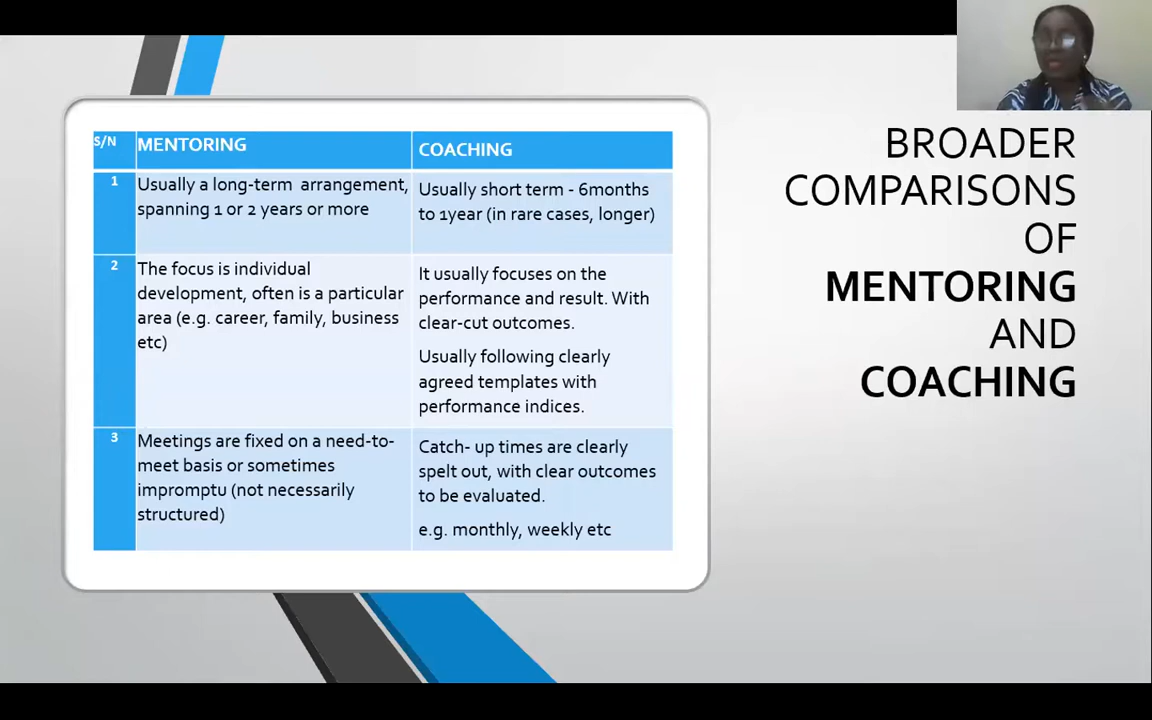 S/N MENTORING COACHING
1 Usually a long-term arrangement,
spanning 1 or 2 years or more
Usually short term - 6months
to 1year (in rare cases, longer)
2 The focus is individual
development, often is a particular
area (e.g. career, family, business
etc)
It usually focuses on the
performance and result. With
clear-cut outcomes.
Usually following clearly
agreed templates with
performance indices.
3 Meetings are fixed on a need-to-
meet basis or sometimes
impromptu (not necessarily
structured)
Catch- up times are clearly
spelt out, with clear outcomes
to be evaluated.
e.g. monthly, weekly etc
BROADER
COMPARISONS
OF
MENTORING
AND
COACHING